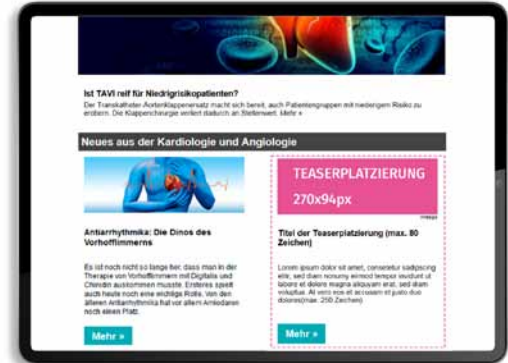 Ist TAVI reif für Niedrigrisikopatienten?
Der Transkatheter-Aortenklappenersatz macht sich bereit, auch Patientengruppen mit niederigem Risiko zu
erobern. Die Klappenchirurgie verliert dadurch an Stellenwert. Mehr »
Neues aus der Kardiologie und Angiologie
TEASERPLATZIERUNG
270x94px
Antiarrhythmika: Die Dinos des
Vorhofflimmerns
Titel der Teaserplatzierung (max. 80
Zeichen)
Es ist noch nicht so lange her, dass man in der
Therapie von Vorhofflimmern mit Digitalis und
Chinidin auskommen musste. Ersteres spielt
auch heute noch eine wichtige Rolle. Von den
älteren Antiarrhythmika hat vor allem Amiodaron
noch einen Platz.
Lorem ipsum dolor sit amet, consetetur sadipscing
elitr, sed diam nonumy eirmod tempor invidunt ut
labore et dolore magna aliquyam erat, sed diam
voluptua. At vero eos et accusam et justo duo
dolores(max. 250 Zeichen)
Mehr »
Mehr »